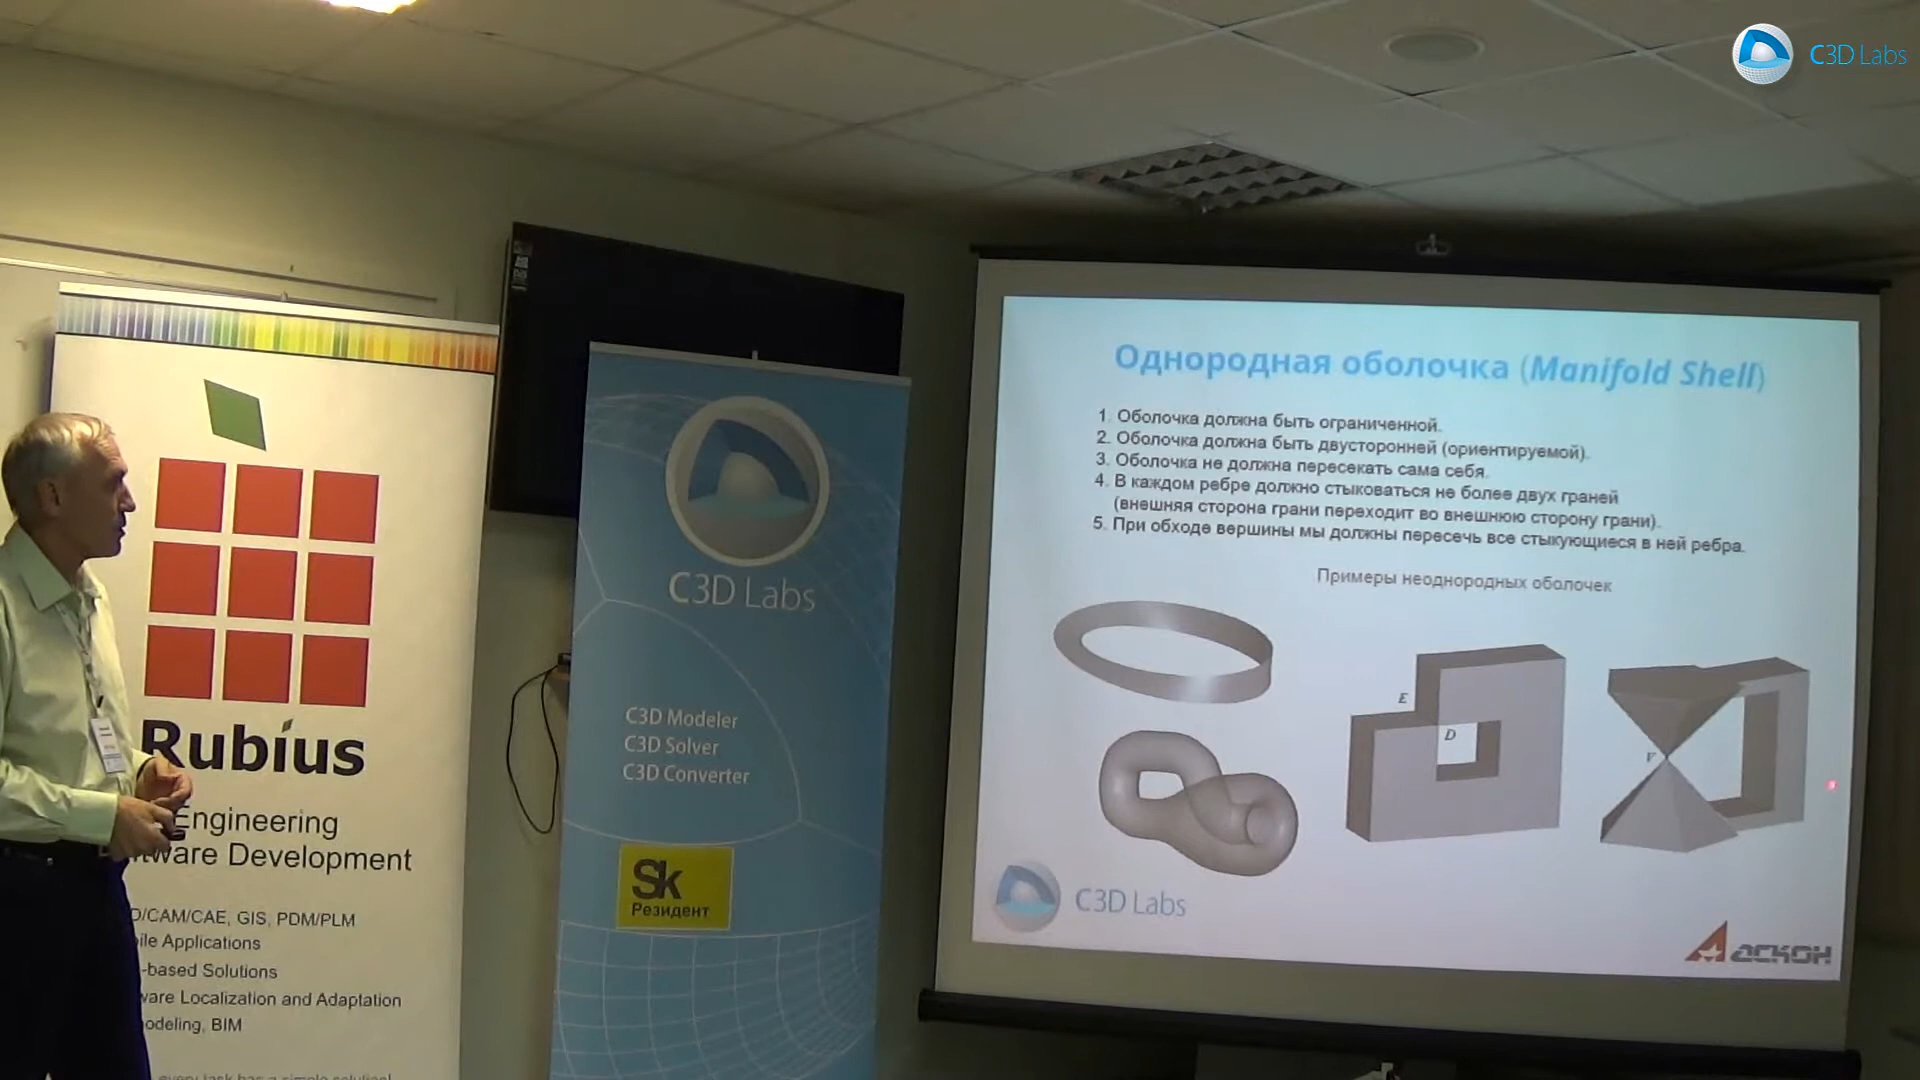 C3D Labs
Rubius
Engineering
Software Development
D/CAM/CAE, GIS, PDM/PLM
ile Applications
-based Solutions
ware Localization and Adaptation
odeling, BIM
C3D Labs
C3D Modeler
C3D Solver
C3D Converter
Sk
Резидент
Однородная оболочка (Manifold Shell)
1. Оболочка должна быть ограниченной.
2. Оболочка должна быть двусторонней (ориентируемой).
3. Оболочка не должна пересекать сама себя.
4. В каждом ребре должно стыковаться не более двух граней
(внешняя сторона грани переходит во внешнюю сторону грани).
5. При обходе вершины мы должны пересечь все стыкующиеся в ней ребра.
Примеры неоднородных оболочек
E
D
V
C3D Labs
АСКОН